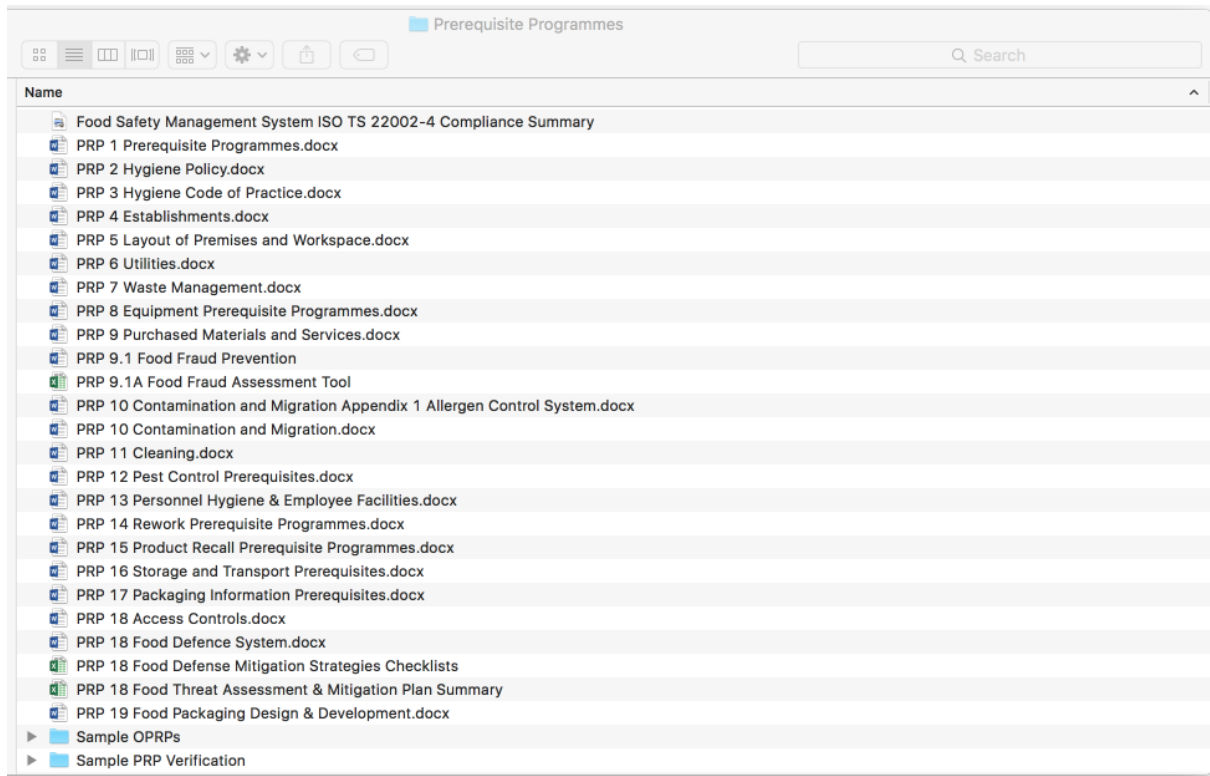 Prerequisite Programmes
Search
Name
Food Safety Management System ISO TS 22002-4 Compliance Summary
PRP 1 Prerequisite Programmes.docx
PRP 2 Hygiene Policy.docx
PRP 3 Hygiene Code of Practice.docx
PRP 4 Establishments.docx
PRP 5 Layout of Premises and Workspace.docx
PRP 6 Utilities.docx
PRP 7 Waste Management.docx
PRP 8 Equipment Prerequisite Programmes.docx
PRP 9 Purchased Materials and Services.docx
PRP 9.1 Food Fraud Prevention
PRP 9.1A Food Fraud Assessment Tool
PRP 10 Contamination and Migration Appendix 1 Allergen Control System.docx
PRP 10 Contamination and Migration.docx
PRP 11 Cleaning.docx
PRP 12 Pest Control Prerequisites.docx
PRP 13 Personnel Hygiene & Employee Facilities.docx
PRP 14 Rework Prerequisite Programmes.docx
PRP 15 Product Recall Prerequisite Programmes.docx
PRP 16 Storage and Transport Prerequisites.docx
PRP 17 Packaging Information Prerequisites.docx
PRP 18 Access Controls.docx
PRP 18 Food Defence System.docx
PRP 18 Food Defense Mitigation Strategies Checklists
PRP 18 Food Threat Assessment & Mitigation Plan Summary
PRP 19 Food Packaging Design & Development.docx
Sample OPRPs
Sample PRP Verification